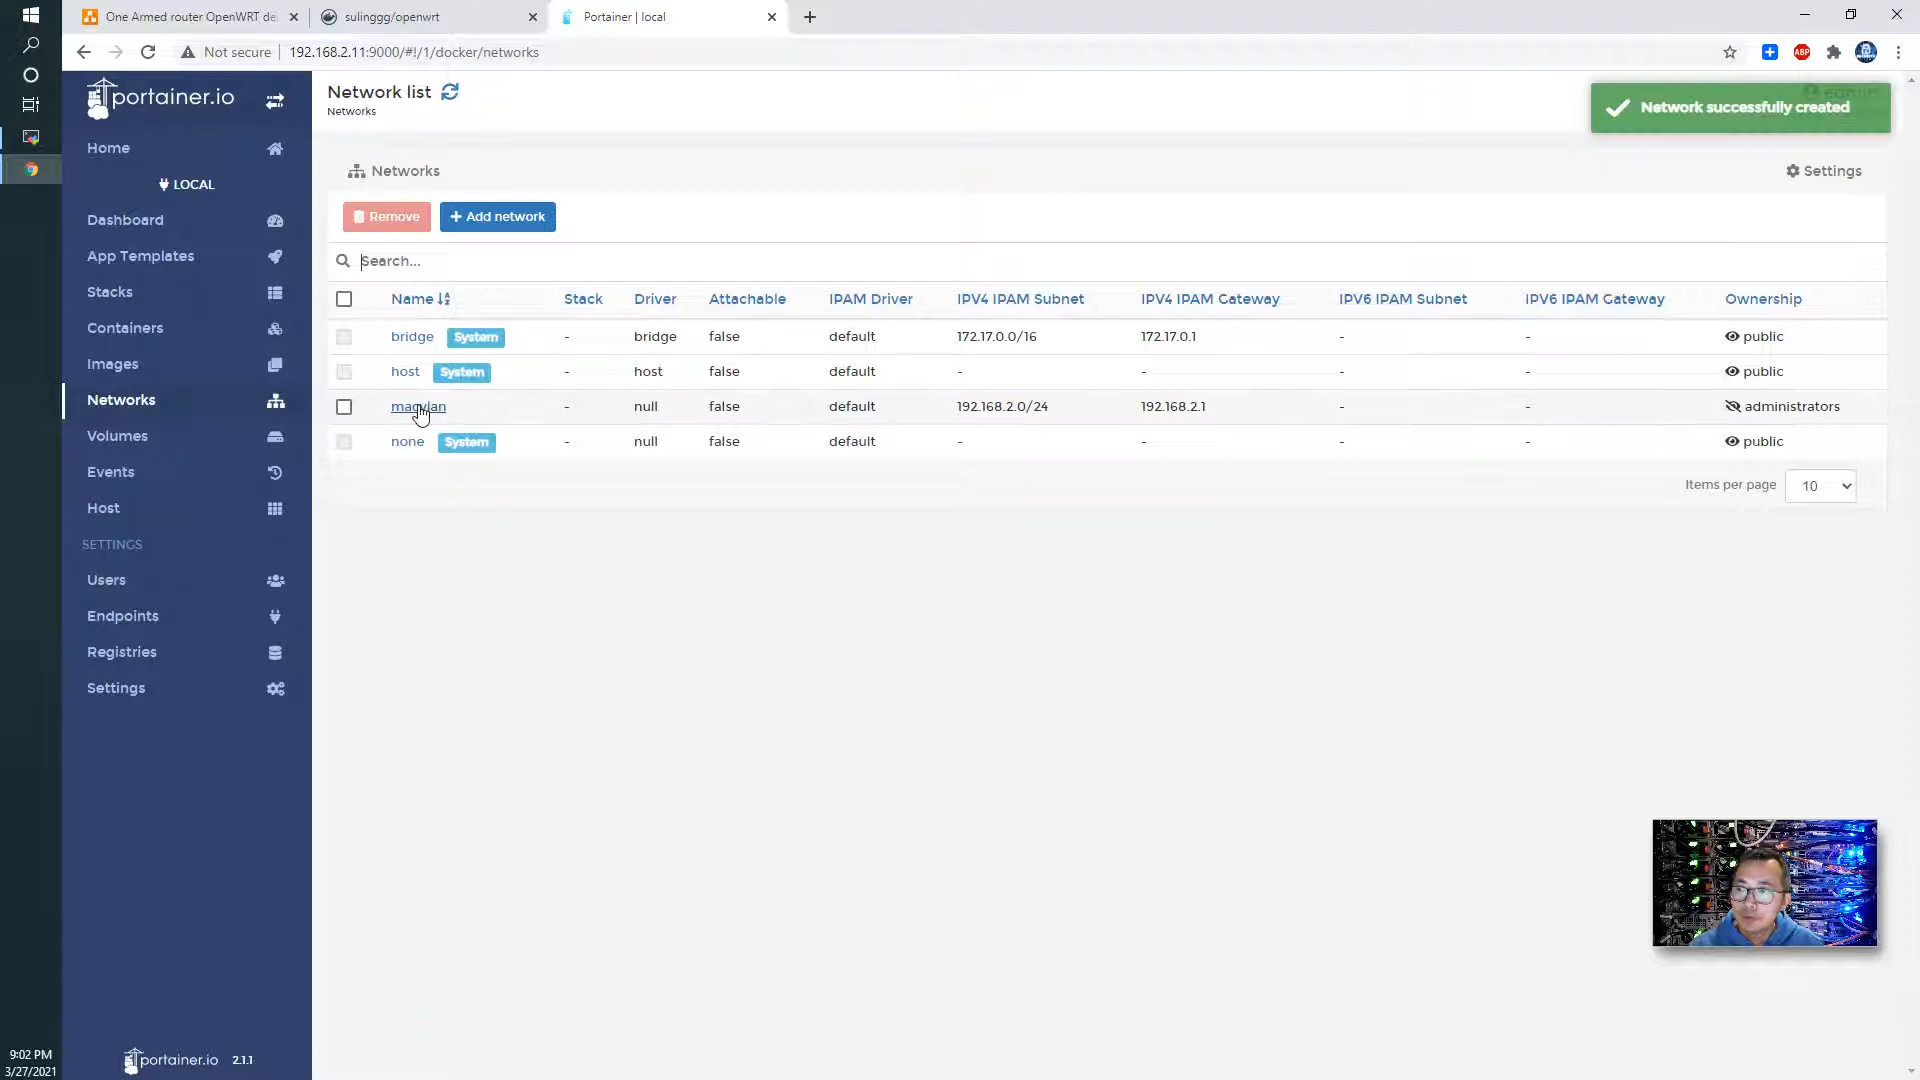 One Armed router OpenWRT de
sulinggg/openwrt
Portainer | local
Not secure
192.168.2.11:9000/#!/1/docker/networks
ABP
portainer.io
Network list
Networks
Network successfully created
Home
LOCAL
Dashboard
App Templates
Stacks
Containers
Images
Networks
Volumes
Events
Host
SETTINGS
Users
Endpoints
Registries
Settings
Networks
Settings
Remove
Add network
Search...
Name Stack Driver Attachable IPAM Driver IPV4 IPAM Subnet IPV4 IPAM Gateway IPV6 IPAM Subnet IPV6 IPAM Gateway Ownership
bridge System - bridge false default 172.17.0.0/16 172.17.0.1 - - public
host System - host false default - - - - public
macvlan - null false default 192.168.2.0/24 192.168.2.1 - - administrators
none System - null false default - - - - public
Items per page 10
portainer.io 2.1.1
9:02 PM
3/27/2021